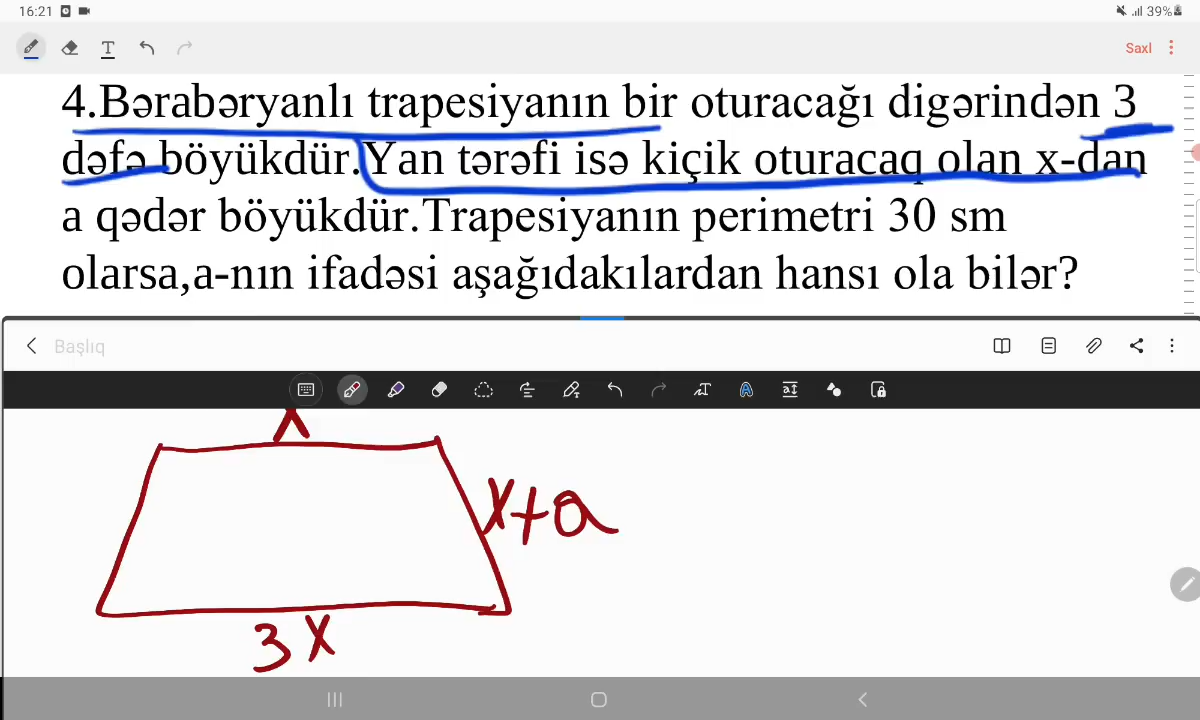 16:21
39%
T
Saxl
4.Bərabəryanlı trapesiyanın bir oturacağı digərindən 3
dəfə böyükdür.Yan tərəfi isə kiçik oturacaq olan x-dan
a qədər böyükdür.Trapesiyanın perimetri 30 sm
olarsa,a-nın ifadəsi aşağıdakılardan hansı ola bilər?
Başlıq
x+a
3x